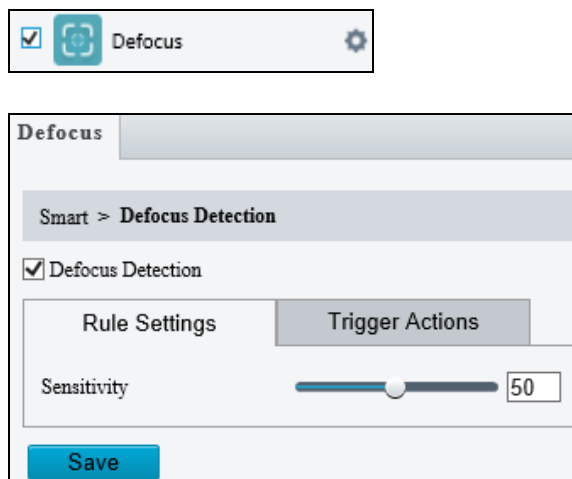 Defocus
Defocus
Smart > Defocus Detection
Defocus Detection
Rule Settings Trigger Actions
Sensitivity 50
Save